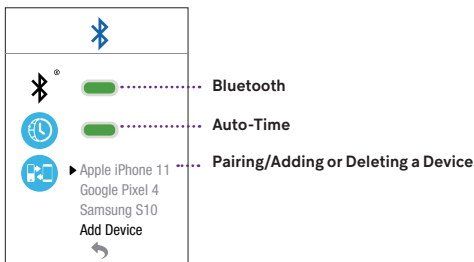 Bluetooth
Auto-Time
Pairing/Adding or Deleting a Device
Apple iPhone 11
Google Pixel 4
Samsung S10
Add Device